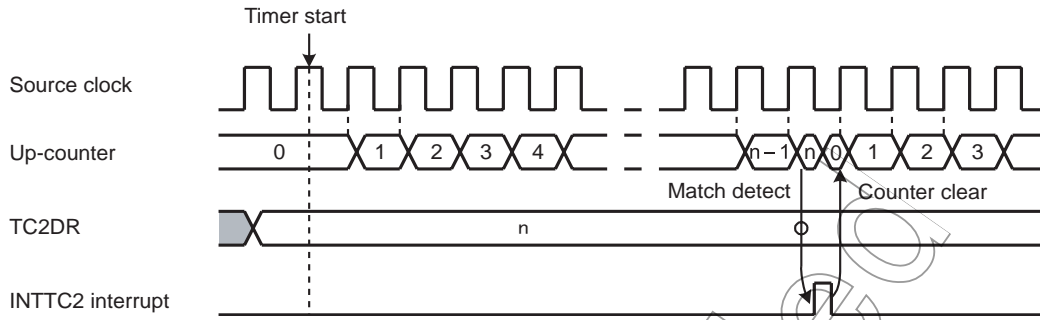 Timer start
Source clock
Up-counter
0 1 2 3 4 n–1 n 0 1 2 3
Match detect
Counter clear
TC2DR
n
INTTC2 interrupt